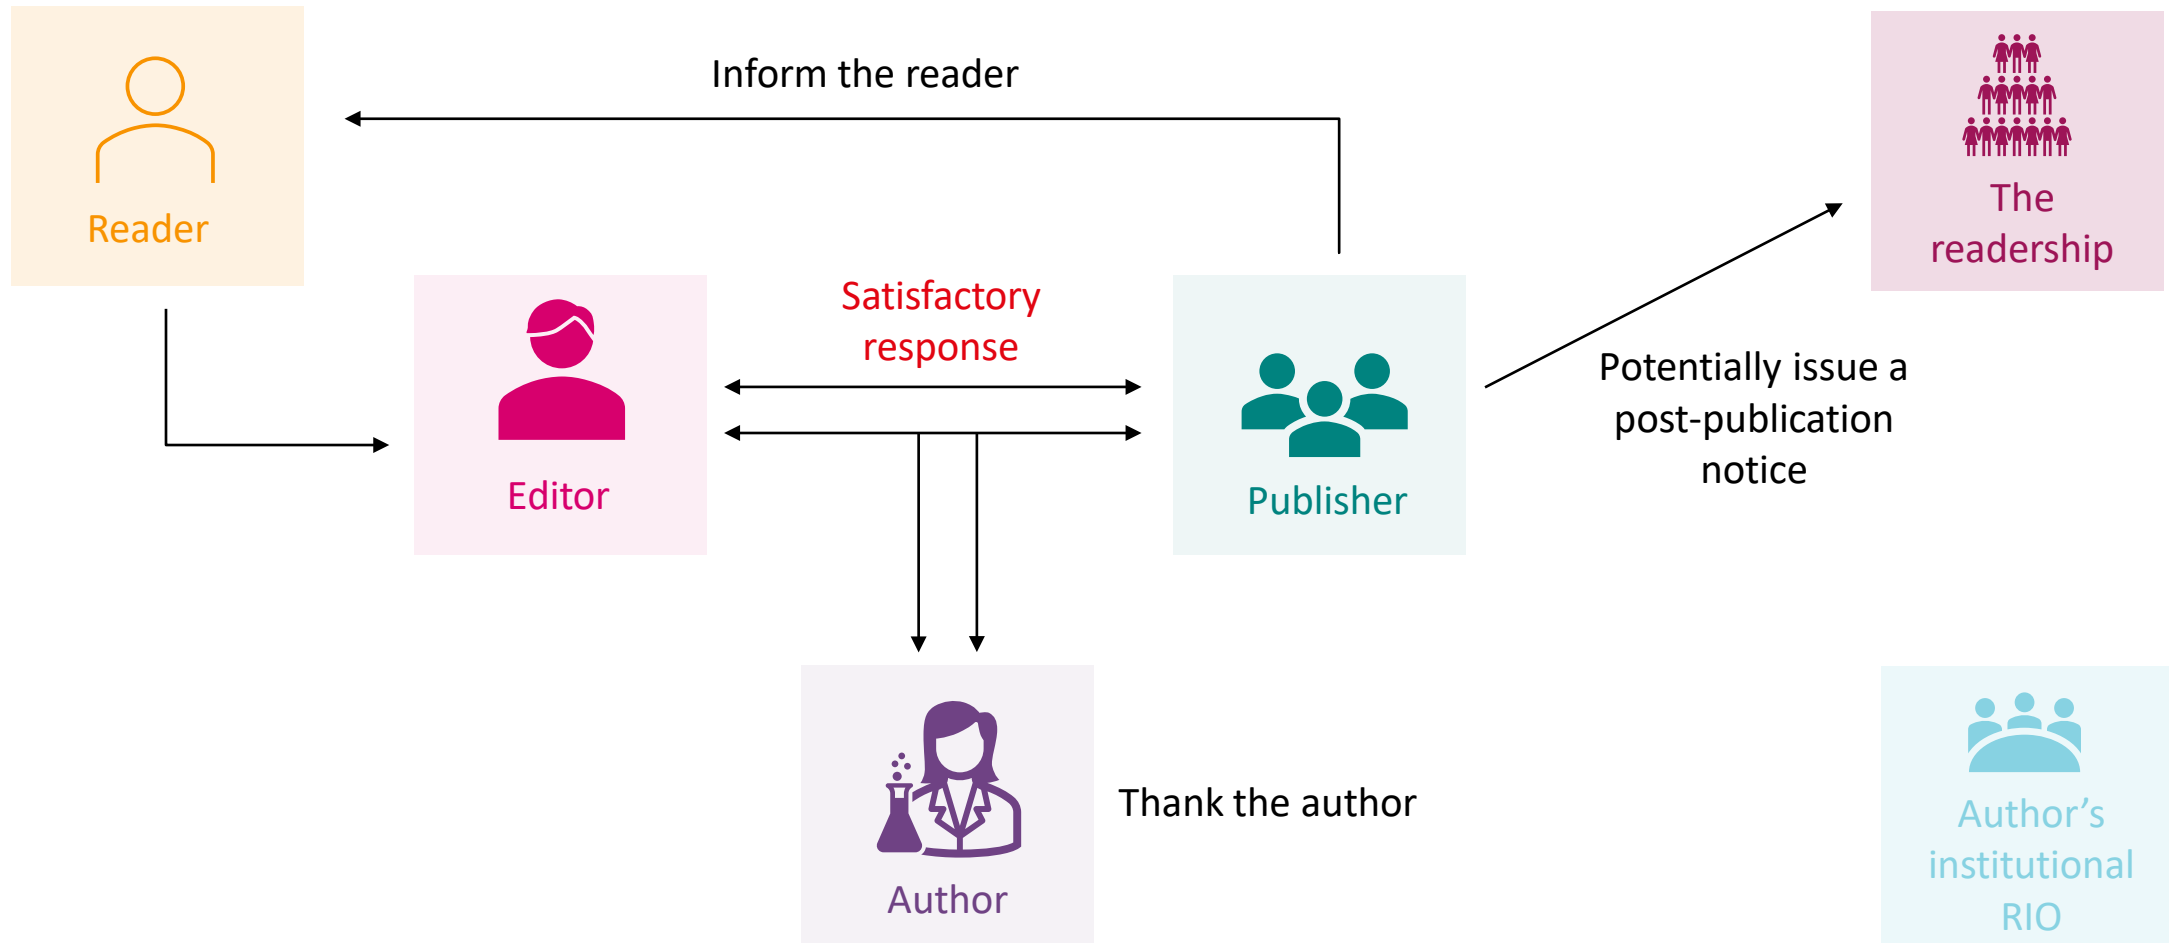 Inform the reader
Reader
The
readership
Satisfactory
response
Potentially issue a
post-publication
notice
Editor
Publisher
Thank the author
Author
Author’s
institutional
RIO